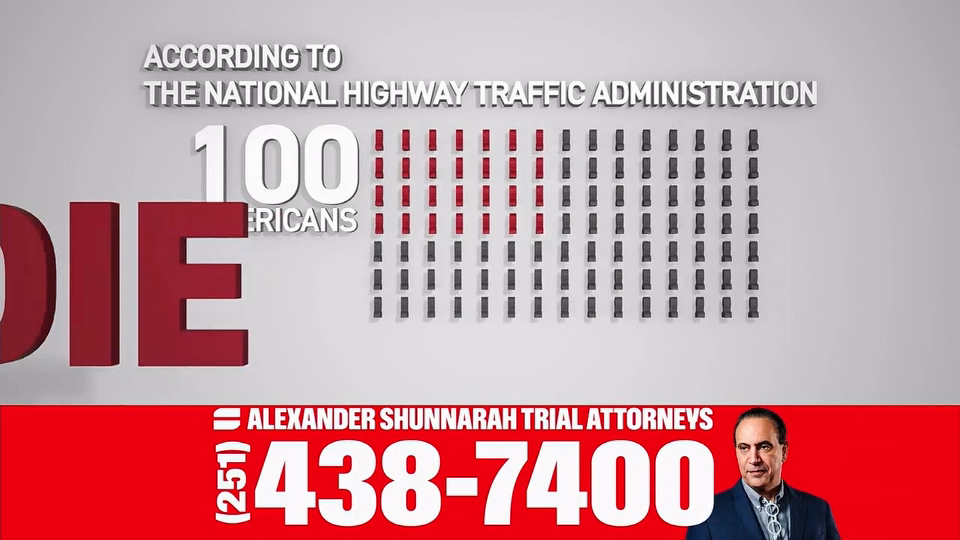 ACCORDING TO
THE NATIONAL HIGHWAY TRAFFIC ADMINISTRATION
100
ERICANS
DIE
ALEXANDER SHUNNARAH TRIAL ATTORNEYS
(251) 438-7400